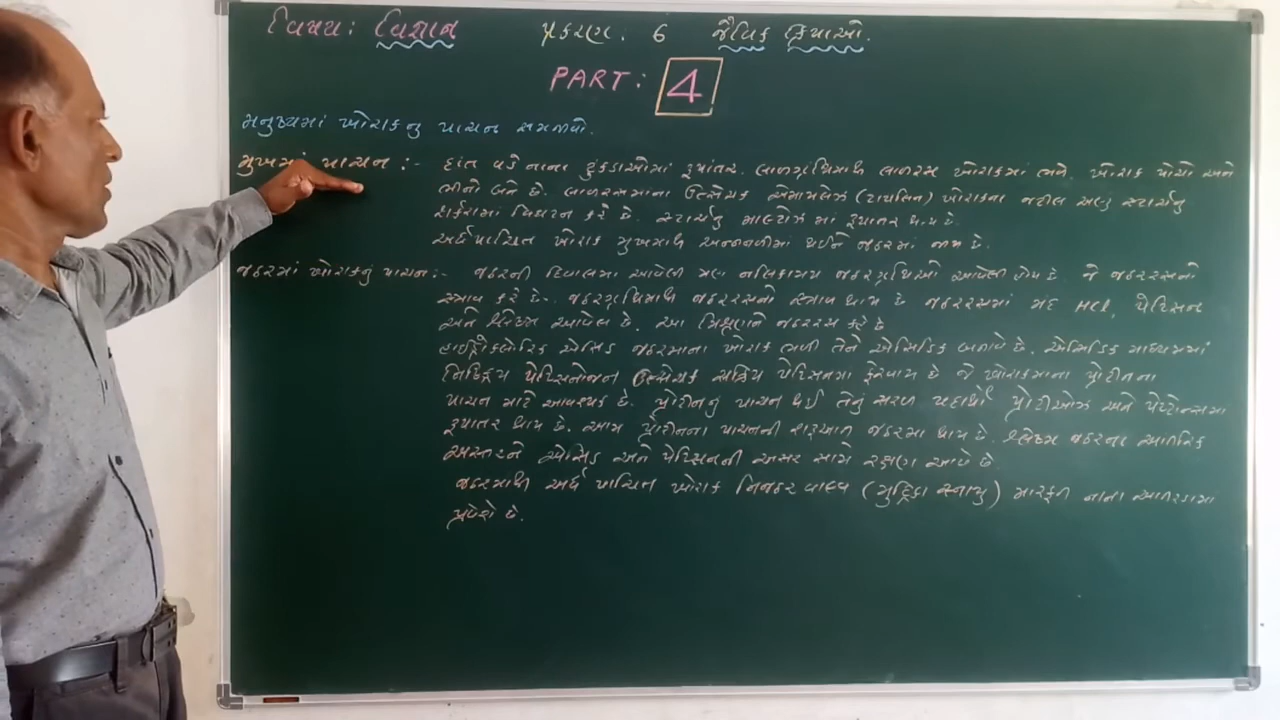 વિષય: વિજ્ઞાન પ્રકરણ. 6 જૈવિક ક્રિયાઓ.
PART: 4
મનુષ્યમાં ખોરાકનુ પાચન સમજાવો.
મુખમાં પાચન :- દાંત વડે નાના ટુકડાઓમાં રૂપાંતર. લાળગ્રંથિમાથિ લાળરસ ખોરાકમાં ભળે. ખોરાક પોચો અને
ભીનો બને છે. લાળરસમાંના ઉત્સેચક એમાયલેઝ (ટાયલિન) ખોરાકના જટીલ અણુ સ્ટાર્ચનુ
શર્કરામાં વિઘટન કરે છે. સ્ટાર્ચનુ માલ્ટોઝ માં રૂપાતર થાય છે.
અર્ધપાચિત ખોરાક મુખમાથિ અન્નનળીમાં થઈને જઠરમાં જાય છે.
જઠરમાં ખોરાકનું પાચન :- જઠરની દિવાલમાં આવેલી નલિકામય જઠરગ્રંથિઓ આવેલી હોય છે. જે જઠરરસનો
સ્ત્રાવ કરે છે. જઠરગ્રંથિમાથિ જઠરરસનો સ્ત્રાવ થાય છે જઠરરસમાં મંદ HCl, પેપ્સિન
અને શ્લેષ્મ આવેલ છે. આ મિશ્રણને જઠરરસ કહે છે
હાઈડ્રોક્લોરિક એસિડ જઠરમાંના ખોરાક ભળી તેને એસિડિક બનાવે છે. એસિડિક માધ્યમમાં
નિષ્ક્રિય પેપ્સિનોજન ઉત્સેચક સક્રિય પેપ્સિનમા ફેરવાય છે જે ખોરાકમાના પ્રોટીનના
પાચન માટે આવશ્યક છે. પ્રોટીનનું પાચન થઈ તેનું સરળ પદાર્થો પ્રોટીઓઝ અને પેપ્ટોન્સમા
રૂપાતર થાય છે. આમ પ્રોટીનના પાચનની શરૂઆત જઠરમા થાય છે. શ્લેષ્મ જઠરના આંતરિક
અસ્તરને એસિડ અને પેપ્સિનની અસર સામે રક્ષણ આપે છે
જઠરમાથી અર્ધ પાચિત ખોરાક નિજઠર વાલ્વ (મુદ્રિકા સ્નાયુ) મારફત નાના આંતરડામા
પ્રવેશે છે.